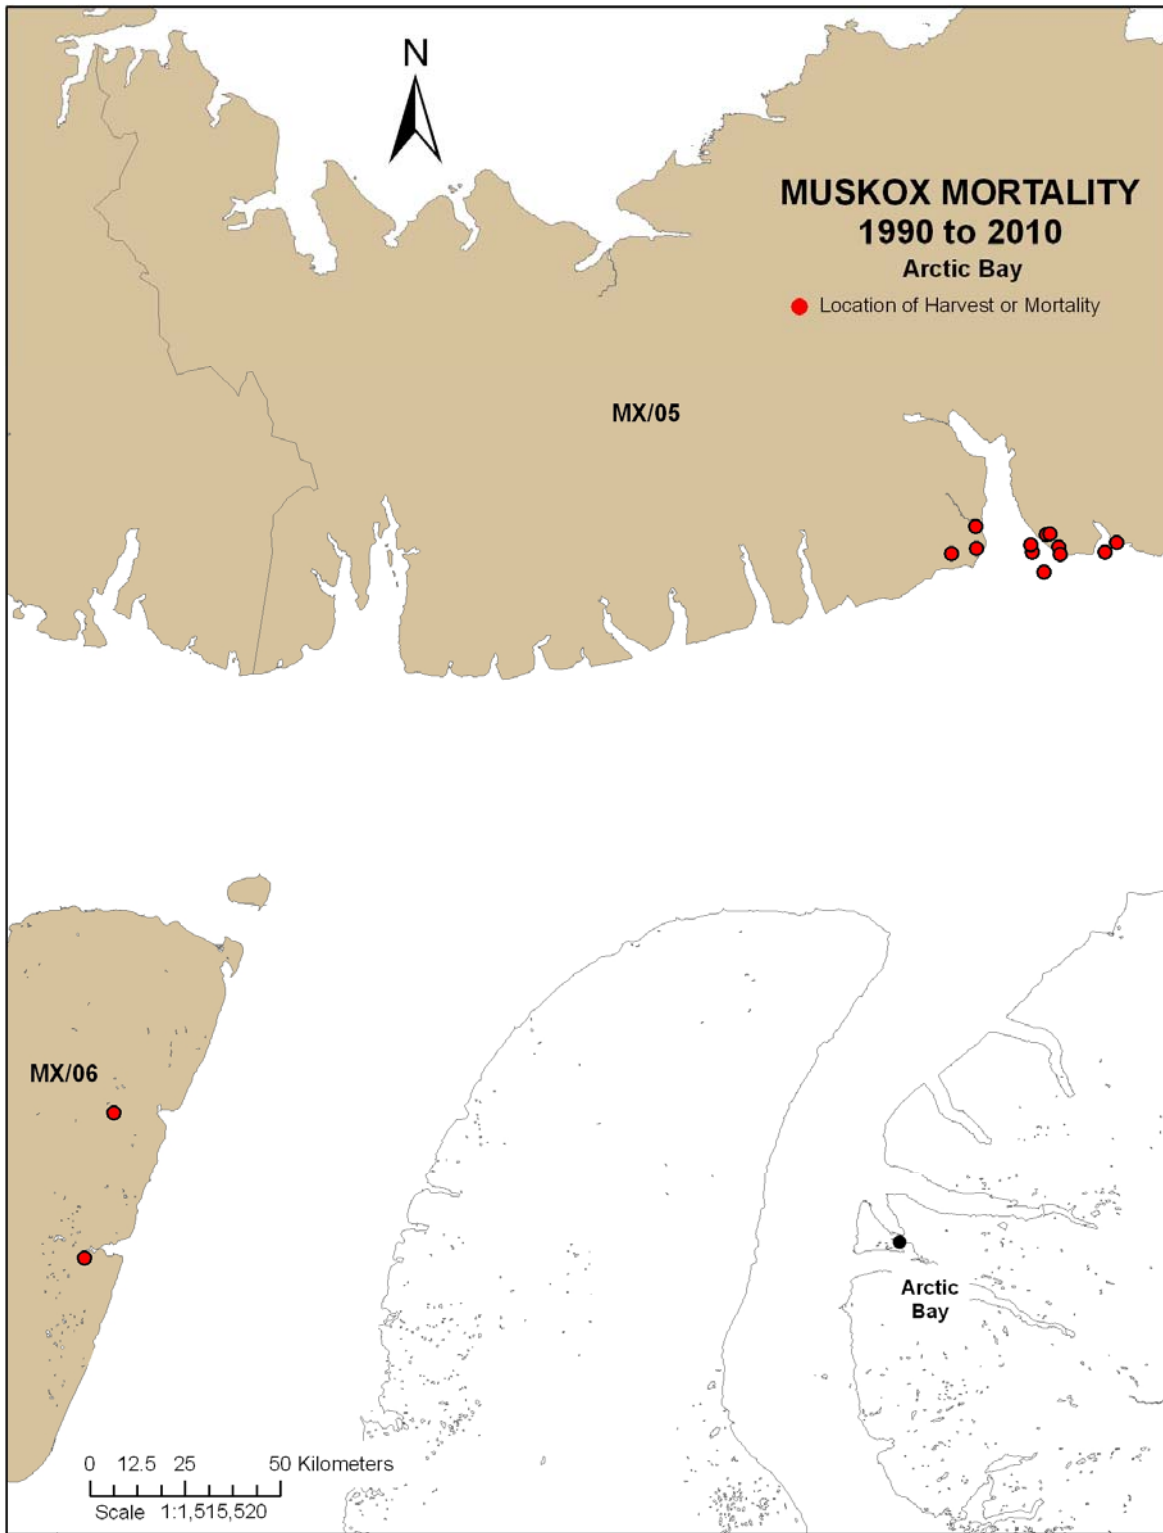 N
MUSKOX MORTALITY
1990 to 2010
Arctic Bay
Location of Harvest or Mortality
MX/05
MX/06
Arctic
Bay
0 12.5 25 50 Kilometers
Scale 1:1,515,520